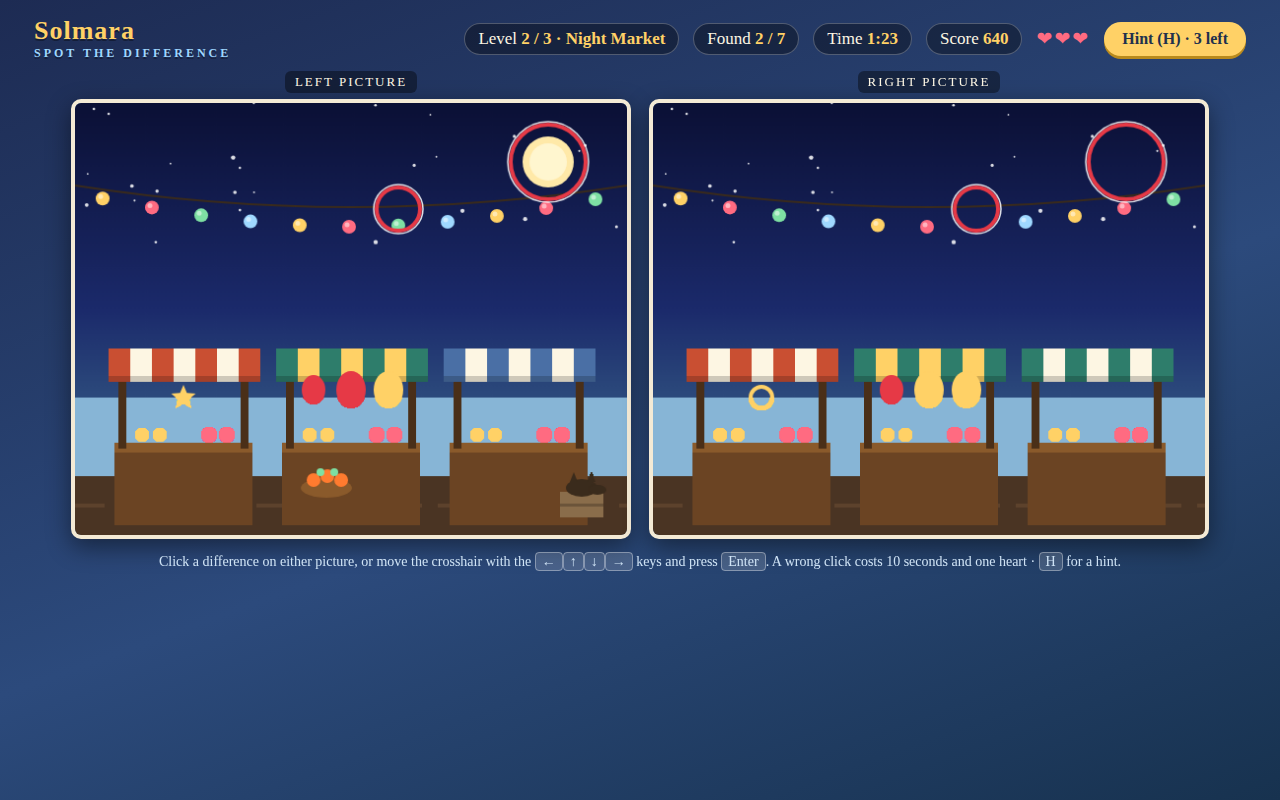 Solmara
SPOT THE DIFFERENCE
Level 2 / 3 · Night Market
Found 2 / 7
Time 1:23
Score 640
Hint (H) · 3 left
LEFT PICTURE
RIGHT PICTURE
Click a difference on either picture, or move the crosshair with the ← ↑ ↓ → keys and press Enter. A wrong click costs 10 seconds and one heart · H for a hint.